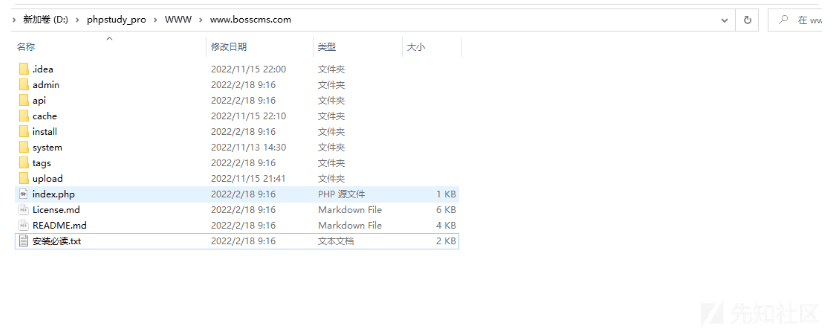 新加卷 (D:) > phpstudy_pro > WWW > www.bosscms.com 在 ww
名称 修改日期 类型 大小
.idea 2022/11/15 22:00 文件夹
admin 2022/2/18 9:16 文件夹
api 2022/2/18 9:16 文件夹
cache 2022/11/15 22:10 文件夹
install 2022/2/18 9:16 文件夹
system 2022/11/13 14:30 文件夹
tags 2022/2/18 9:16 文件夹
upload 2022/11/15 21:41 文件夹
index.php 2022/2/18 9:16 PHP 源文件 1 KB
License.md 2022/2/18 9:16 Markdown File 6 KB
README.md 2022/2/18 9:16 Markdown File 4 KB
安装必读.txt 2022/2/18 9:16 文本文档 2 KB
先知社区